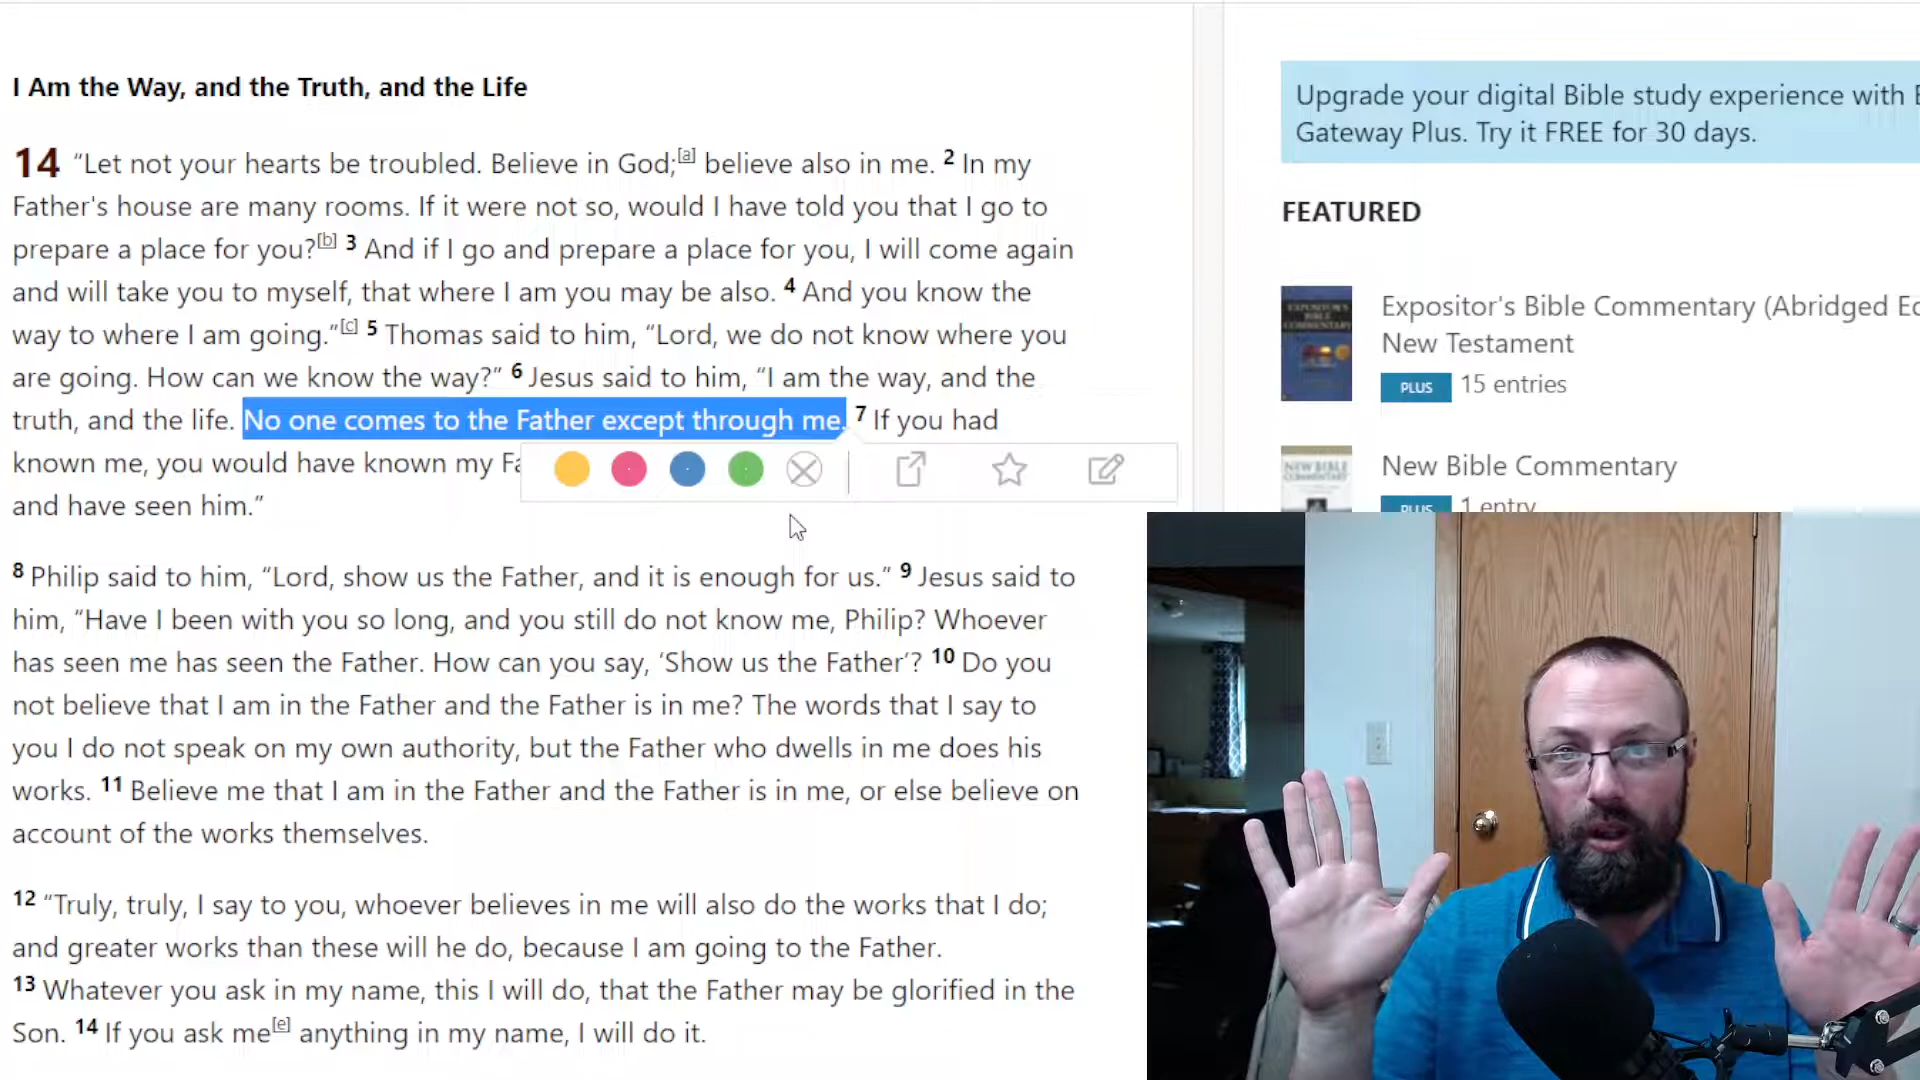 I Am the Way, and the Truth, and the Life
14 “Let not your hearts be troubled. Believe in God;[a] believe also in me. 2 In my
Father's house are many rooms. If it were not so, would I have told you that I go to
prepare a place for you?[b] 3 And if I go and prepare a place for you, I will come again
and will take you to myself, that where I am you may be also. 4 And you know the
way to where I am going.”[c] 5 Thomas said to him, “Lord, we do not know where you
are going. How can we know the way?” 6 Jesus said to him, “I am the way, and the
truth, and the life. No one comes to the Father except through me. 7 If you had
known me, you would have known my Fa
and have seen him.”
8 Philip said to him, “Lord, show us the Father, and it is enough for us.” 9 Jesus said to
him, “Have I been with you so long, and you still do not know me, Philip? Whoever
has seen me has seen the Father. How can you say, ‘Show us the Father’? 10 Do you
not believe that I am in the Father and the Father is in me? The words that I say to
you I do not speak on my own authority, but the Father who dwells in me does his
works. 11 Believe me that I am in the Father and the Father is in me, or else believe on
account of the works themselves.
12 “Truly, truly, I say to you, whoever believes in me will also do the works that I do;
and greater works than these will he do, because I am going to the Father.
13 Whatever you ask in my name, this I will do, that the Father may be glorified in the
Son. 14 If you ask me[e] anything in my name, I will do it.
Upgrade your digital Bible study experience with
Gateway Plus. Try it FREE for 30 days.
FEATURED
EXPOSITOR'S
BIBLE
COMMENTARY
Expositor's Bible Commentary (Abridged Ed
New Testament
PLUS 15 entries
NEW BIBLE
COMMENTARY
New Bible Commentary
PLUS 1 entry